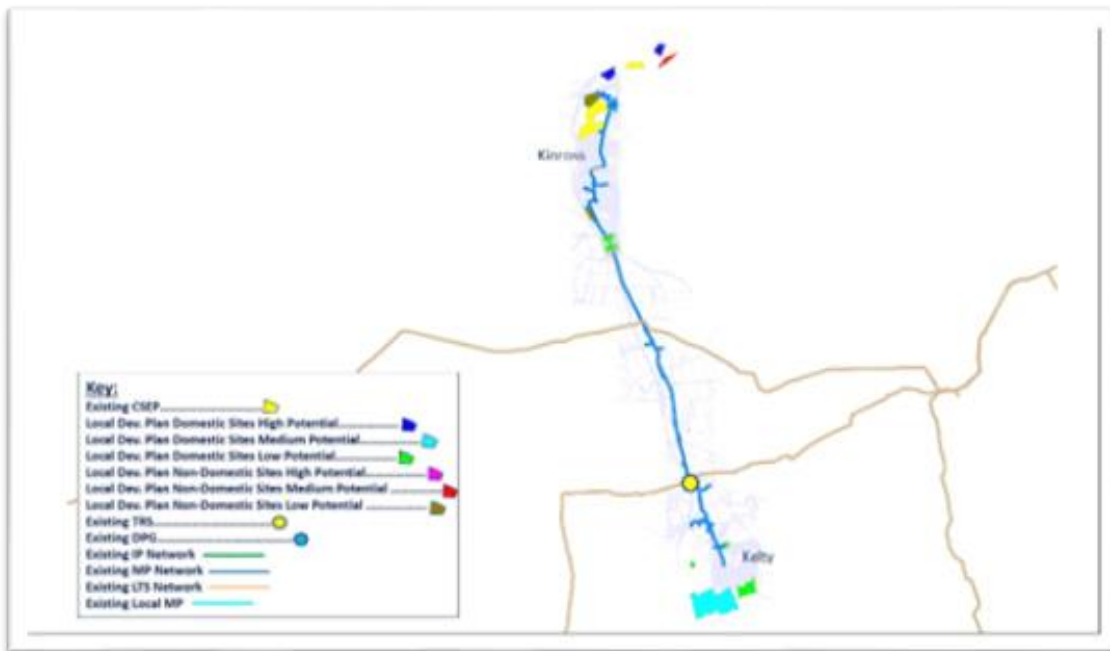 Kinross
Key:
Existing CSEP
Local Dev. Plan Domestic Sites High Potential
Local Dev. Plan Domestic Sites Medium Potential
Local Dev. Plan Domestic Sites Low Potential
Local Dev. Plan Non-Domestic Sites High Potential
Local Dev. Plan Non-Domestic Sites Medium Potential
Local Dev. Plan Non-Domestic Sites Low Potential
Existing TRS
Existing DPG
Existing IP Network
Existing MP Network
Existing LTS Network
Existing Local MP
Kelty